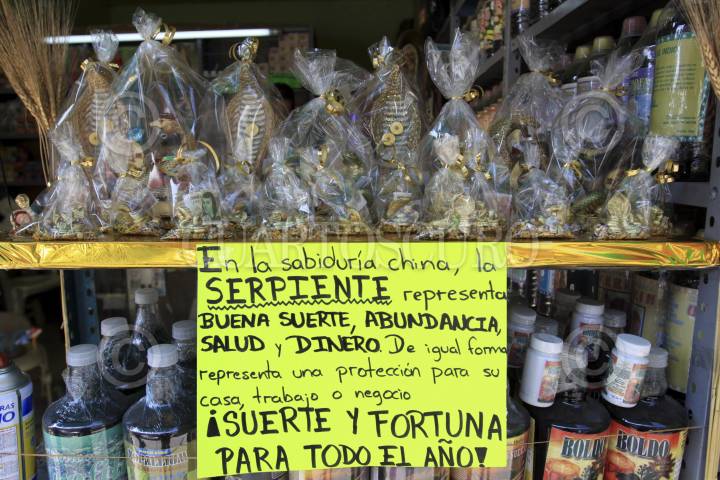 CUARTOSCURO
En la sabiduría china, la
SERPIENTE representa
BUENA SUERTE, ABUNDANCIA,
SALUD y DINERO. De igual forma
representa una protección para su
casa, trabajo o negocio
¡SUERTE Y FORTUNA
PARA TODO EL AÑO!
BOLDO
BOLDO